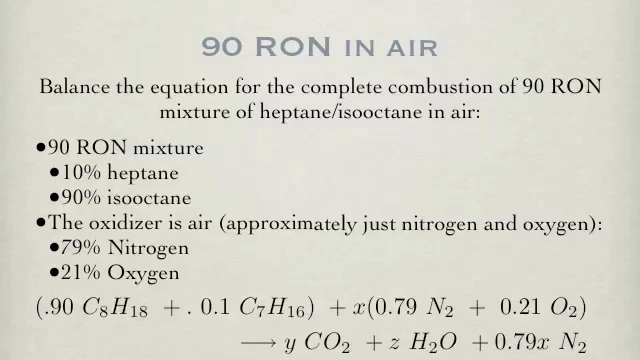 90 RON IN AIR
Balance the equation for the complete combustion of 90 RON
mixture of heptane/isooctane in air:
•90 RON mixture
•10% heptane
•90% isooctane
•The oxidizer is air (approximately just nitrogen and oxygen):
•79% Nitrogen
•21% Oxygen
(.90 C₈H₁₈ + . 0.1 C₇H₁₆) + x(0.79 N₂ + 0.21 O₂)
⟶ y CO₂ + z H₂O + 0.79x N₂